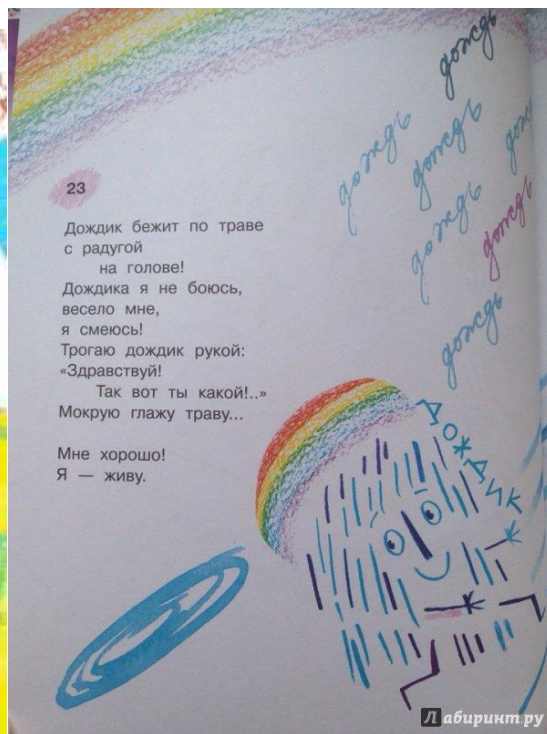 дождь
дождь
дождь
дождь
дождь
дождь
23
Дождик бежит по траве
с радугой
на голове!
Дождика я не боюсь,
весело мне,
я смеюсь!
Трогаю дождик рукой:
«Здравствуй!
Так вот ты какой!..»
Мокрую глажу траву...
Мне хорошо!
Я — живу.
дождик
Лабиринт.ру